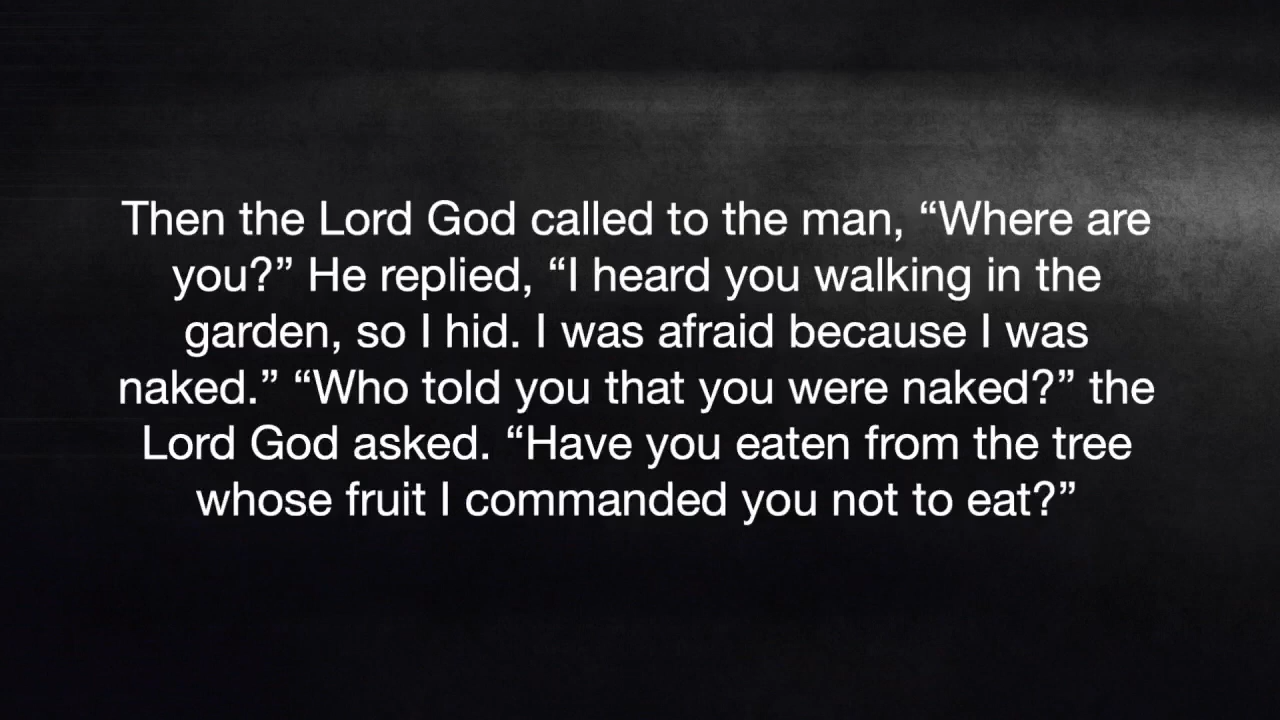 Then the Lord God called to the man, “Where are
you?” He replied, “I heard you walking in the
garden, so I hid. I was afraid because I was
naked.” “Who told you that you were naked?” the
Lord God asked. “Have you eaten from the tree
whose fruit I commanded you not to eat?”